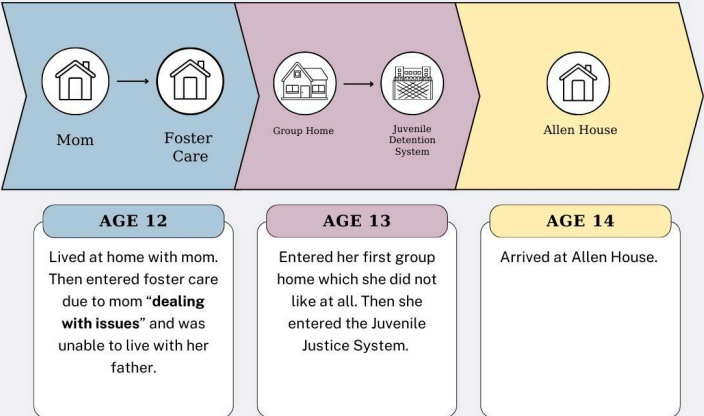 Mom
Foster
Care
Group Home
Juvenile
Detention
System
Allen House
AGE 12
Lived at home with mom.
Then entered foster care
due to mom “dealing
with issues” and was
unable to live with her
father.
AGE 13
Entered her first group
home which she did not
like at all. Then she
entered the Juvenile
Justice System.
AGE 14
Arrived at Allen House.